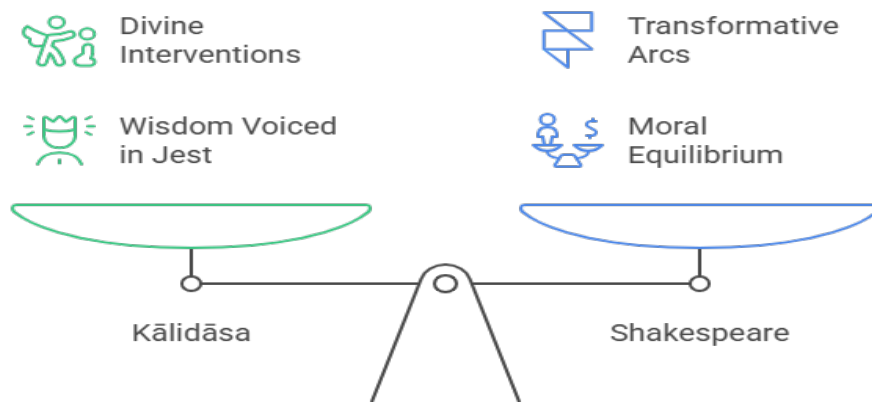 Divine
Interventions
Transformative
Arcs
Wisdom Voiced
in Jest
$
Moral
Equilibrium
Kālidāsa
Shakespeare